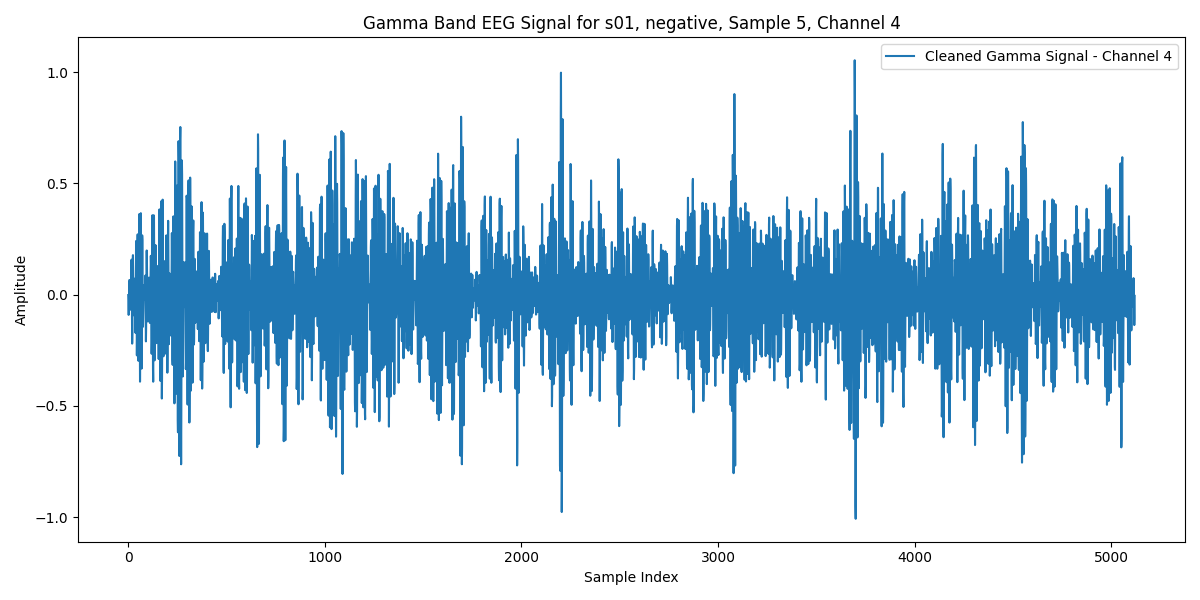 Gamma Band EEG Signal for s01, negative, Sample 5, Channel 4
Cleaned Gamma Signal - Channel 4
1.0
0.5
0.0
−0.5
−1.0
Amplitude
0 1000 2000 3000 4000 5000
Sample Index